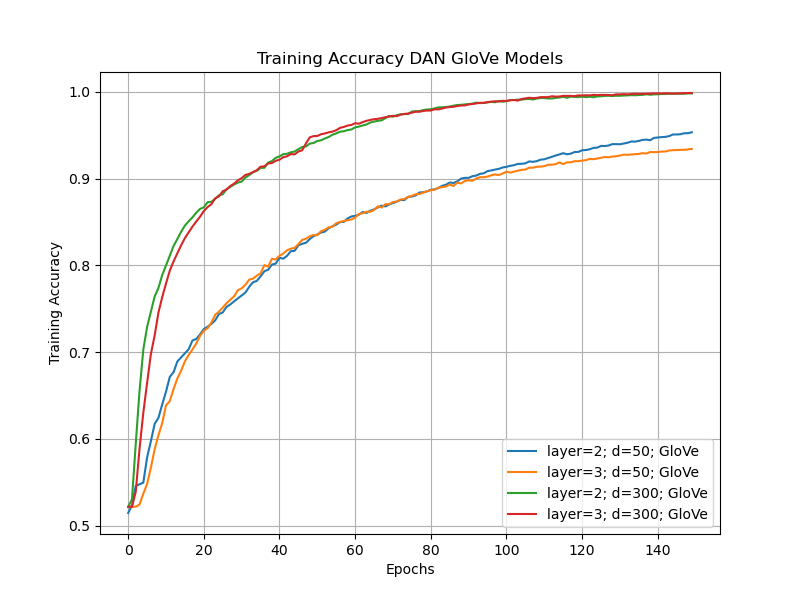 Training Accuracy DAN GloVe Models
Training Accuracy
1.0
0.9
0.8
0.7
0.6
0.5
layer=2; d=50; GloVe
layer=3; d=50; GloVe
layer=2; d=300; GloVe
layer=3; d=300; GloVe
0 20 40 60 80 100 120 140
Epochs